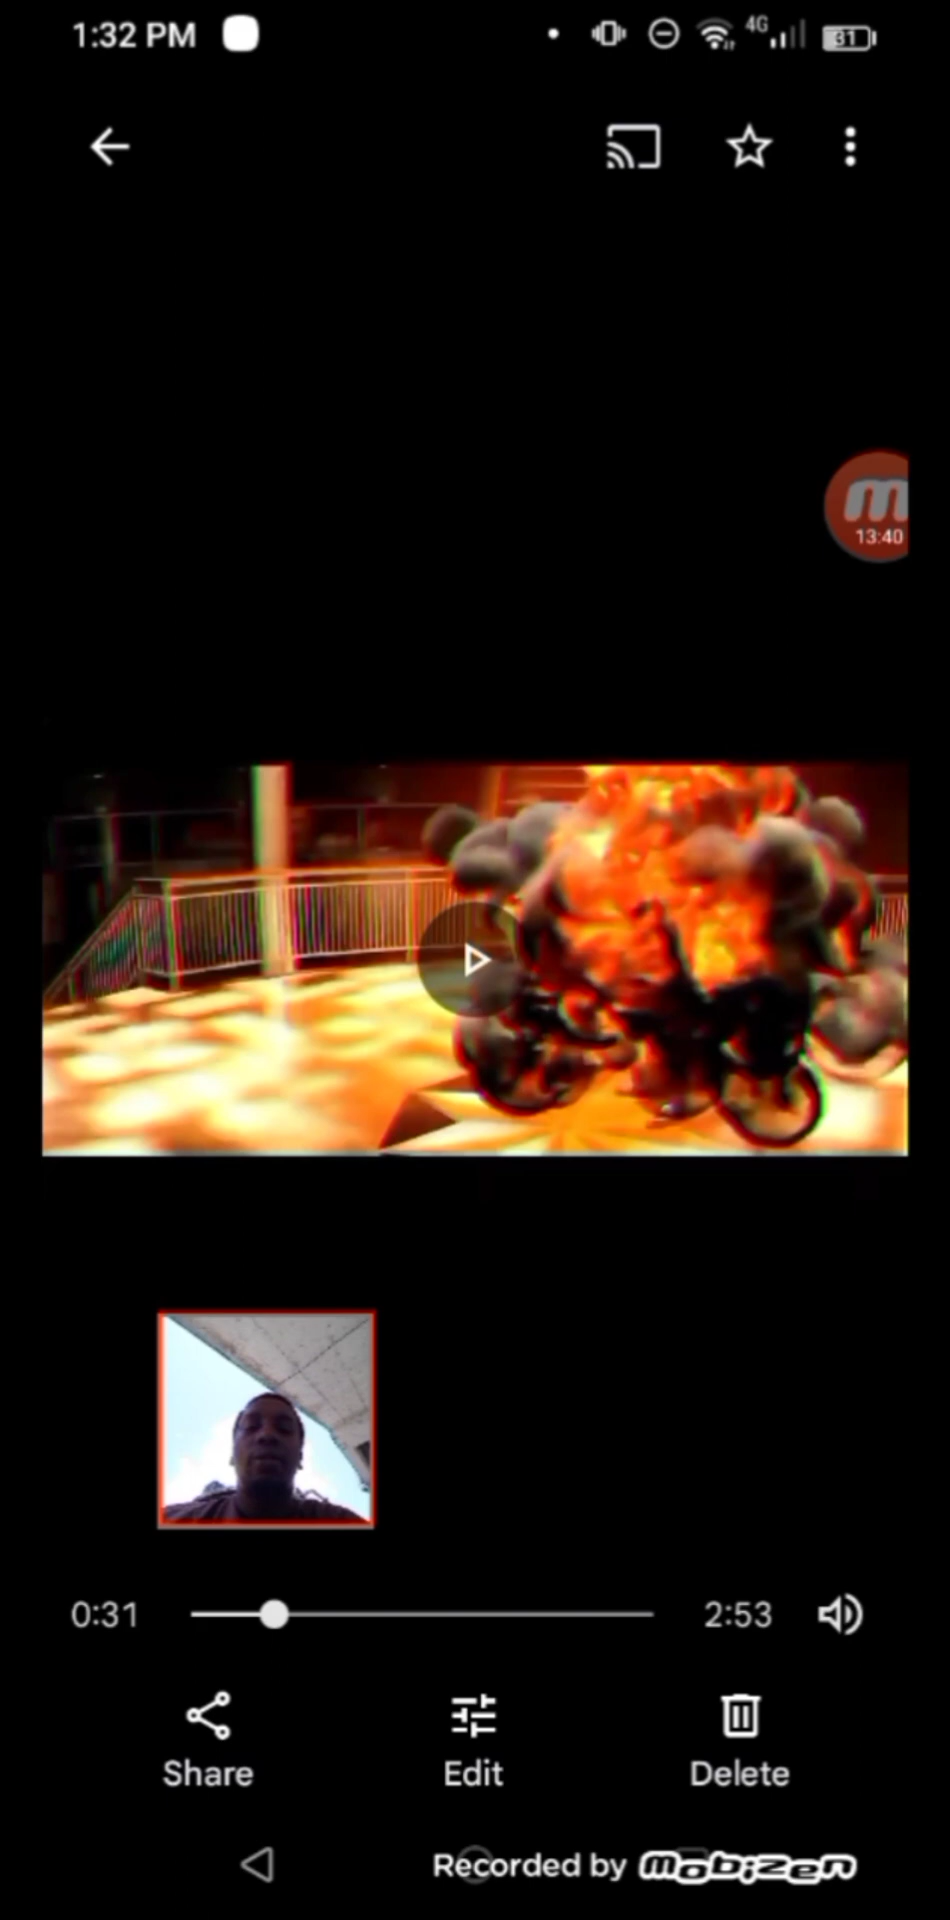 1:32 PM
4G
31
m
13:40
0:31
2:53
Share
Edit
Delete
Recorded by mobizen